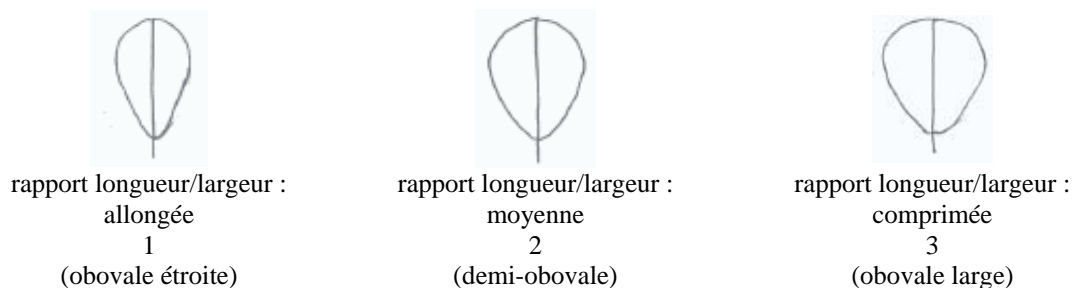 rapport longueur/largeur :
allongée
1
(obovale étroite)
rapport longueur/largeur :
moyenne
2
(demi-obovale)
rapport longueur/largeur :
comprimée
3
(obovale large)